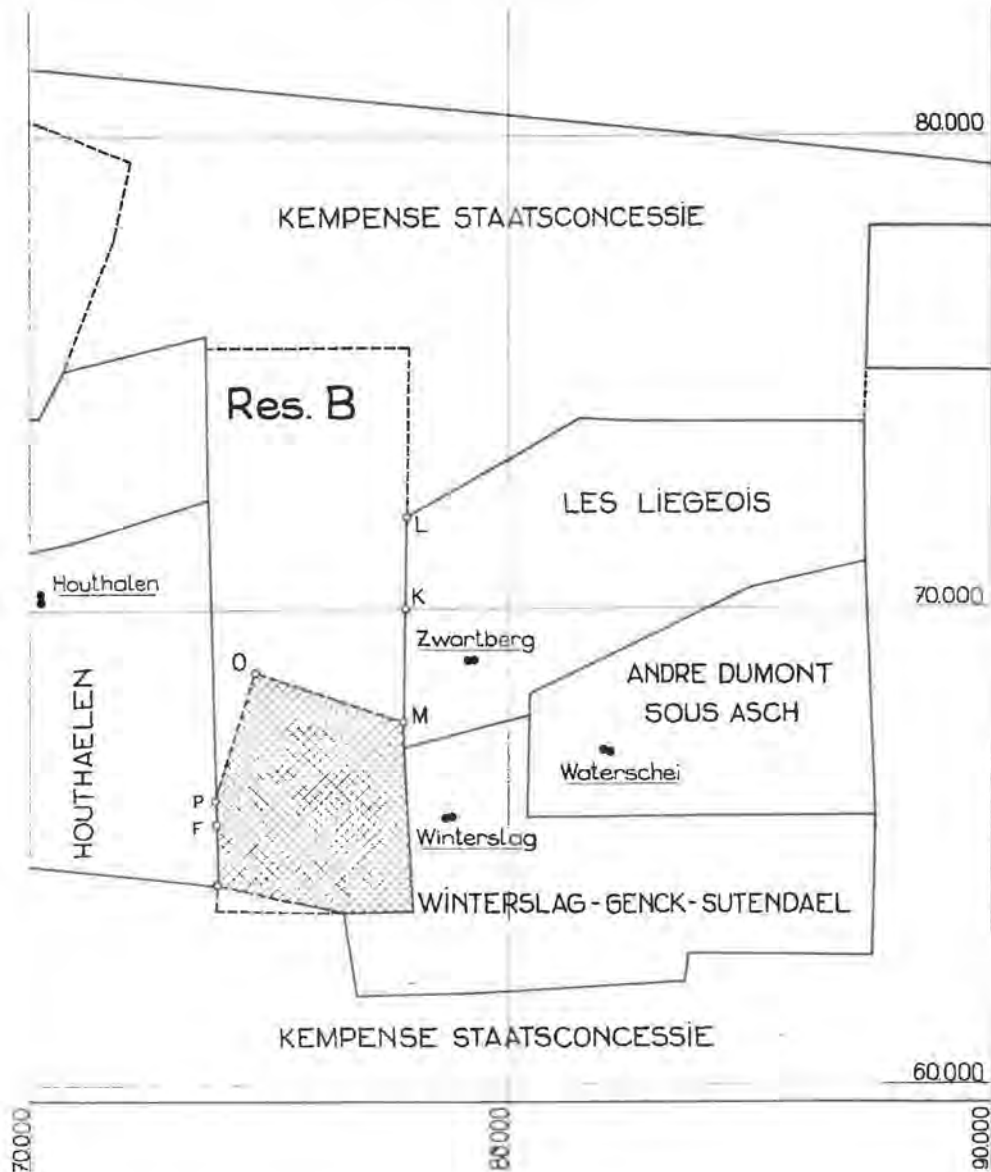 80.000
KEMPENSE STAATSCONCESSIE
Res. B
L
LES LIEGEOIS
Houthalen
K
70.000
Zwartberg
O
ANDRE DUMONT
SOUS ASCH
M
HOUTHAELEN
Waterschei
P
F
Winterslag
WINTERSLAG-GENCK-SUTENDAEL
KEMPENSE STAATSCONCESSIE
60.000
70.000
80.000
90.000